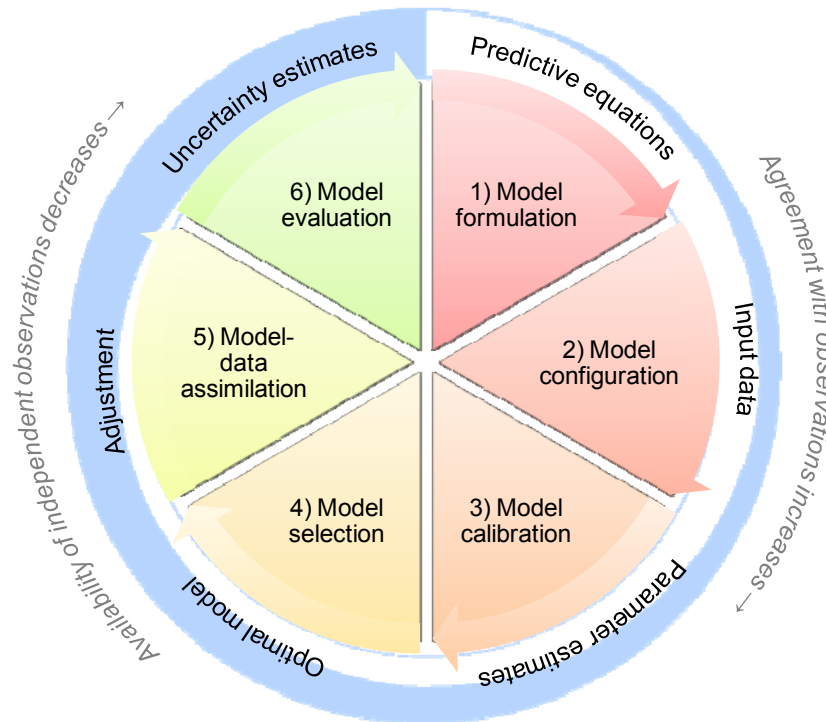 Predictive equations
1) Model
formulation
Input data
2) Model
configuration
Parameter estimates
3) Model
calibration
Optimal model
4) Model
selection
Adjustment
5) Model-
data
assimilation
Uncertainty estimates
6) Model
evaluation
Agreement with observations increases →
Availability of independent observations decreases →